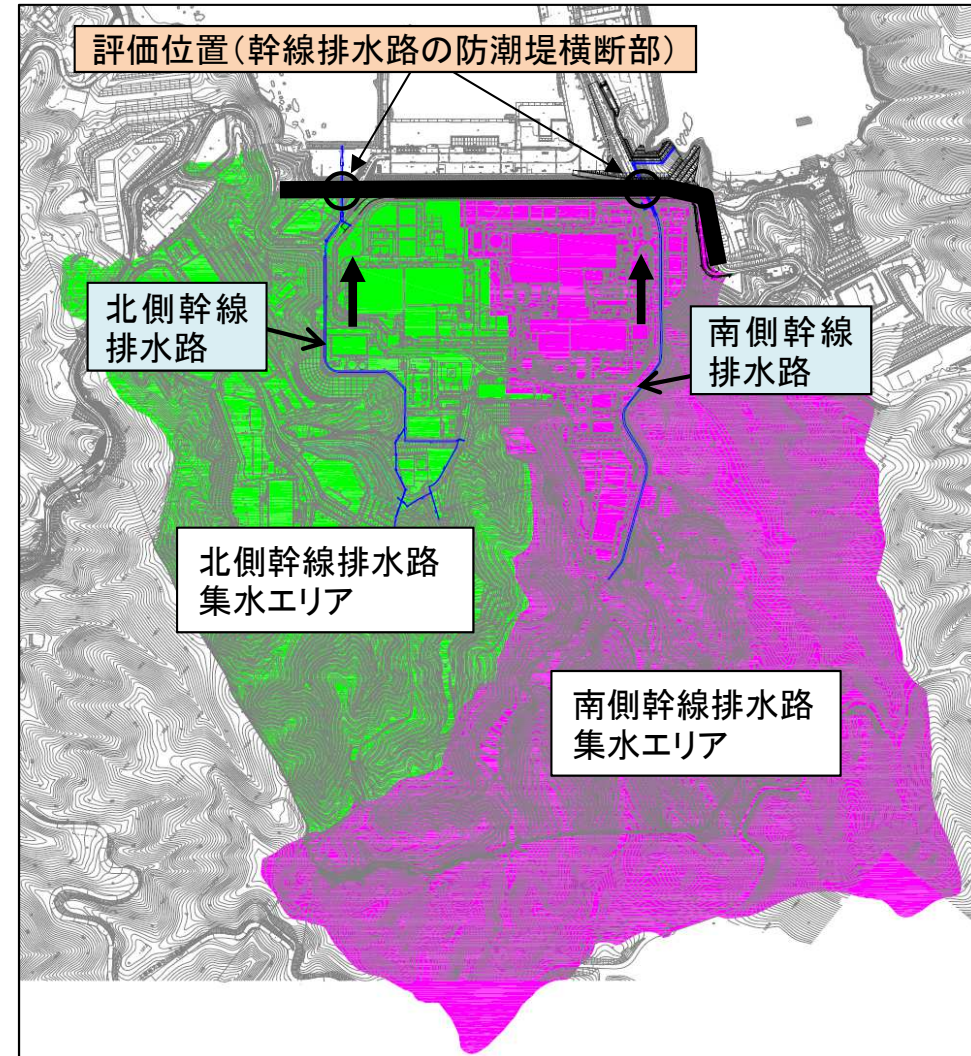 評価位置(幹線排水路の防潮堤横断部)
北側幹線
排水路
南側幹線
排水路
北側幹線排水路
集水エリア
南側幹線排水路
集水エリア